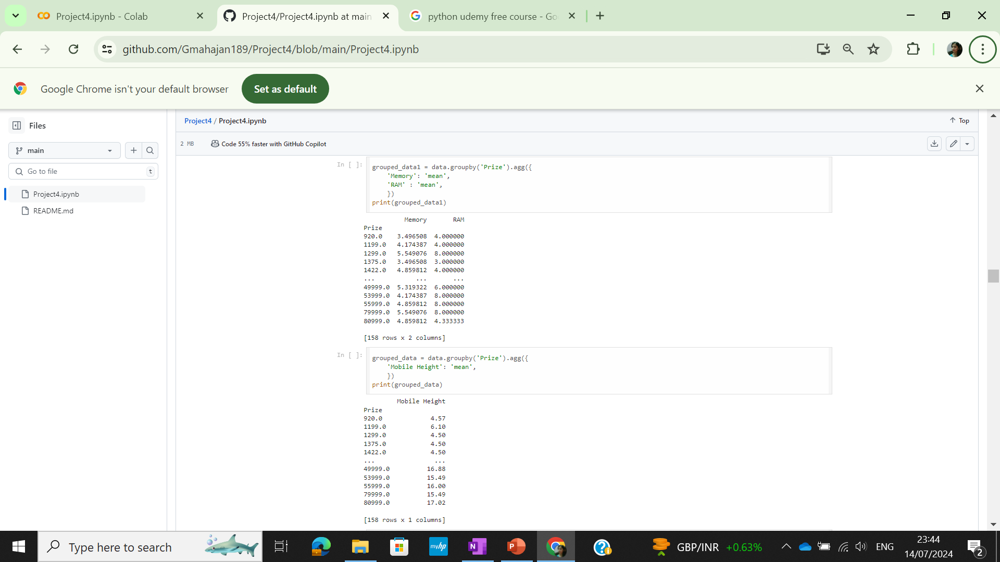 Project4.ipynb - Colab
Project4/Project4.ipynb at main
python udemy free course - Go
github.com/Gmahajan189/Project4/blob/main/Project4.ipynb
Google Chrome isn't your default browser
Set as default
Files
main
Go to file
t
Project4.ipynb
README.md
Project4 / Project4.ipynb
Top
2 MB
Code 55% faster with GitHub Copilot
In [ ]:
grouped_data1 = data.groupby('Prize').agg({
'Memory': 'mean',
'RAM' : 'mean',
})
print(grouped_data1)
Memory RAM
Prize
920.0 3.496508 4.000000
1199.0 4.174387 4.000000
1299.0 5.549076 8.000000
1375.0 3.496508 3.000000
1422.0 4.859812 4.000000
... ... ...
49999.0 5.319322 6.000000
53999.0 4.174387 8.000000
55999.0 4.859812 8.000000
79999.0 5.549076 8.000000
80999.0 4.859812 4.333333
[158 rows x 2 columns]
In [ ]:
grouped_data = data.groupby('Prize').agg({
'Mobile Height': 'mean',
})
print(grouped_data)
Mobile Height
Prize
920.0 4.57
1199.0 6.10
1299.0 4.50
1375.0 4.50
1422.0 4.50
... ...
49999.0 16.88
53999.0 15.49
55999.0 16.00
79999.0 15.49
80999.0 17.02
[158 rows x 1 columns]
Type here to search
myhp
N
P
GBP/INR +0.63%
ENG
23:44
14/07/2024
2